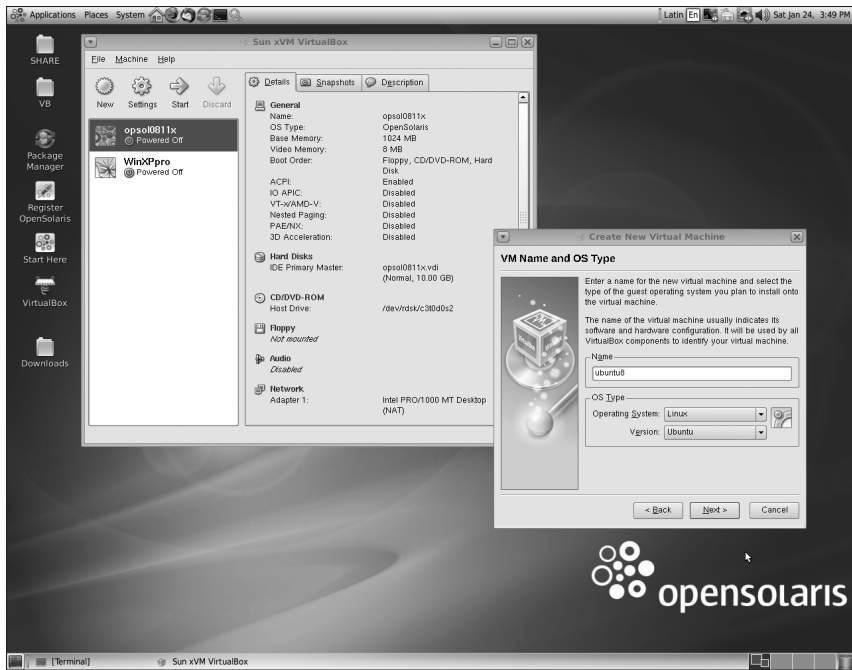 Applications Places System
Latin En Sat Jan 24, 3:49 PM
SHARE
VB
Package
Manager
Register
OpenSolaris
Start Here
VirtualBox
Downloads
Sun xVM VirtualBox
File Machine Help
New Settings Start Discard
opsol0811x
Powered Off
WinXPpro
Powered Off
Details Snapshots Description
General
Name: opsol0811x
OS Type: OpenSolaris
Base Memory: 1024 MB
Video Memory: 8 MB
Boot Order: Floppy, CD/DVD-ROM, Hard
Disk
ACPI: Enabled
IO APIC: Disabled
VT-x/AMD-V: Disabled
Nested Paging: Disabled
PAE/NX: Disabled
3D Acceleration: Disabled
Hard Disks
IDE Primary Master: opsol0811x.vdi
(Normal, 10.00 GB)
CD/DVD-ROM
Host Drive: /dev/rdsk/c3t0d0s2
Floppy
Not mounted
Audio
Disabled
Network
Adapter 1: Intel PRO/1000 MT Desktop
(NAT)
Create New Virtual Machine
VM Name and OS Type
Enter a name for the new virtual machine and select the
type of the guest operating system you plan to install onto
the virtual machine.
The name of the virtual machine usually indicates its
software and hardware configuration. It will be used by all
VirtualBox components to identify your virtual machine.
Name
ubuntu8
OS Type
Operating System: Linux
Version: Ubuntu
< Back Next > Cancel
opensolaris
[Terminal] Sun xVM VirtualBox